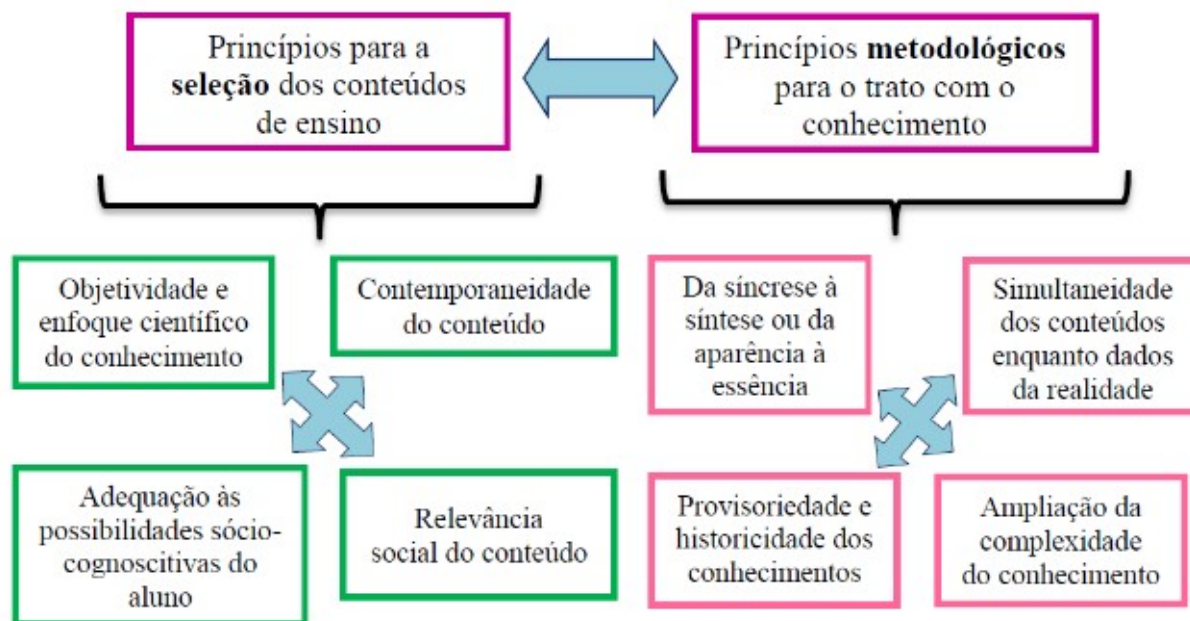 Princípios para a
seleção dos conteúdos
de ensino
Princípios metodológicos
para o trato com o
conhecimento
Objetividade e
enfoque científico
do conhecimento
Contemporaneidade
do conteúdo
Da síncrese à
síntese ou da
aparência à
essência
Simultaneidade
dos conteúdos
enquanto dados
da realidade
Adequação às
possibilidades sócio-
cognoscitivas do
aluno
Relevância
social do conteúdo
Provisoriedade e
historicidade dos
conhecimentos
Ampliação da
complexidade
do conhecimento